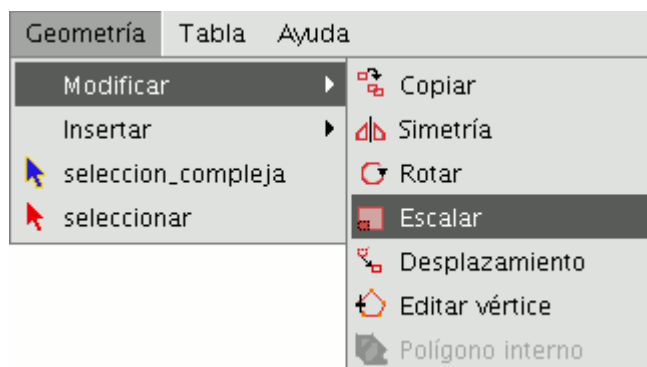 Geometría Tabla Ayuda
Modificar
Insertar
seleccion_compleja
seleccionar
Copiar
Simetría
Rotar
Escalar
Desplazamiento
Editar vértice
Polígono interno